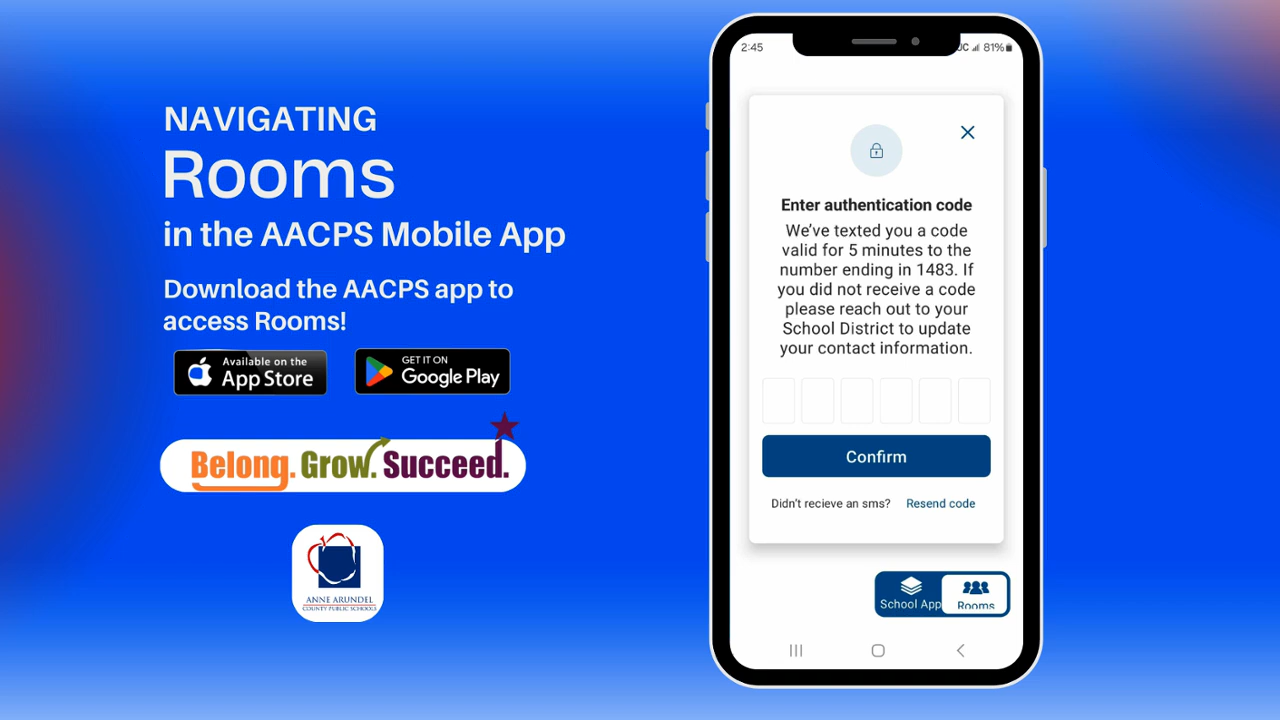 NAVIGATING
Rooms
in the AACPS Mobile App
Download the AACPS app to
access Rooms!
Available on the
App Store
GET IT ON
Google Play
Belong. Grow. Succeed.
ANNE ARUNDEL
COUNTY PUBLIC SCHOOLS
2:45
UC 81%
Enter authentication code
We've texted you a code
valid for 5 minutes to the
number ending in 1483. If
you did not receive a code
please reach out to your
School District to update
your contact information.
Confirm
Didn't recieve an sms? Resend code
School App
Rooms